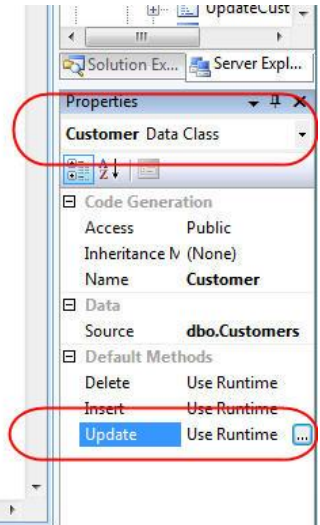 UpdateCust
Solution Ex... Server Expl...
Properties
Customer Data Class
Code Generation
Access Public
Inheritance M (None)
Name Customer
Data
Source dbo.Customers
Default Methods
Delete Use Runtime
Insert Use Runtime
Update Use Runtime ...